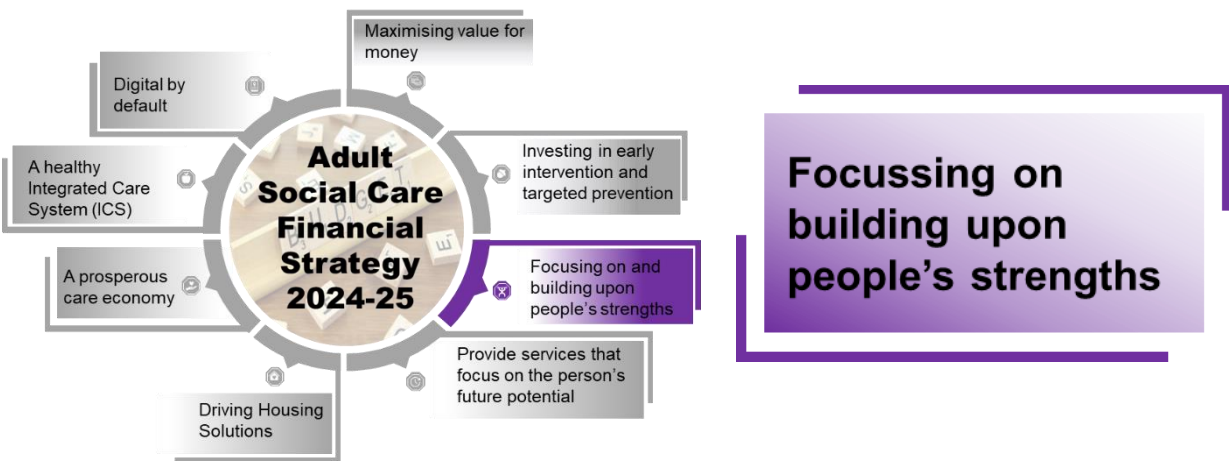 Maximising value for
money
Digital by
default
Investing in early
intervention and
targeted prevention
A healthy
Integrated Care
System (ICS)
Adult
Social Care
Financial
Strategy
2024-25
BUDGET
Focusing on and
building upon
people's strengths
A prosperous
care economy
Provide services that
focus on the person's
future potential
Driving Housing
Solutions
Focussing on
building upon
people's strengths